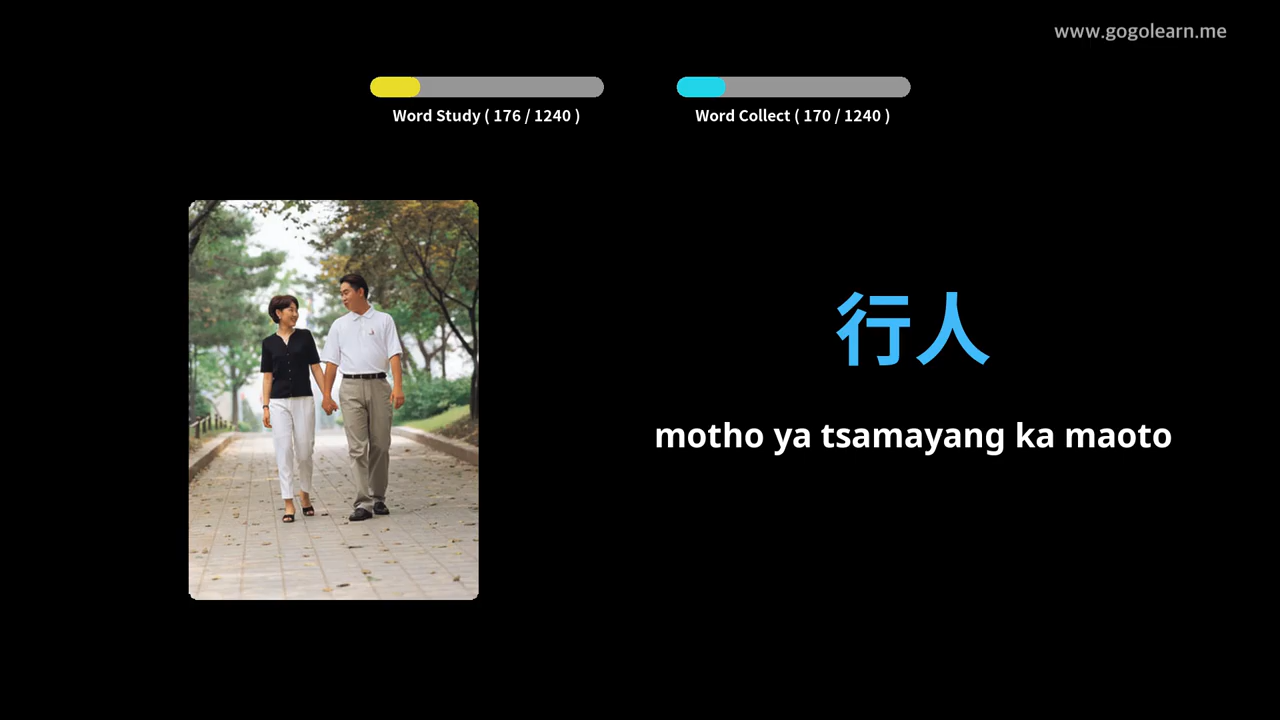 www.gogolearn.me
Word Study ( 176 / 1240 )
Word Collect ( 170 / 1240 )
行人
motho ya tsamayang ka maoto